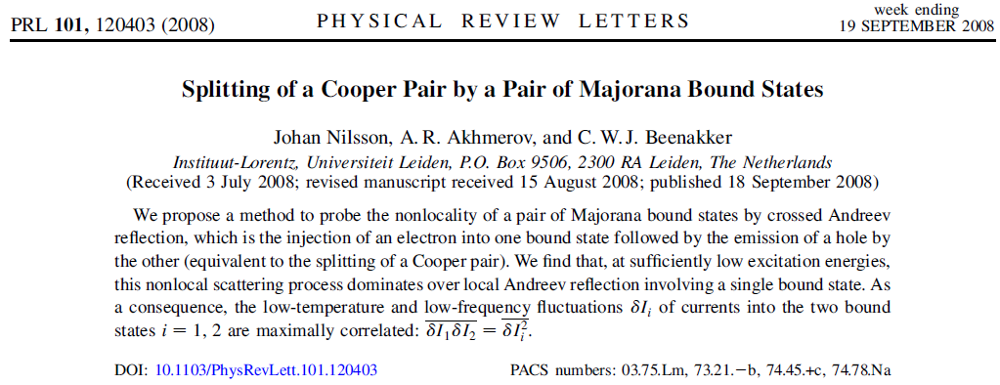 PRL 101, 120403 (2008)
PHYSICAL REVIEW LETTERS
week ending
19 SEPTEMBER 2008
Splitting of a Cooper Pair by a Pair of Majorana Bound States
Johan Nilsson, A. R. Akhmerov, and C. W. J. Beenakker
Instituut-Lorentz, Universiteit Leiden, P.O. Box 9506, 2300 RA Leiden, The Netherlands
(Received 3 July 2008; revised manuscript received 15 August 2008; published 18 September 2008)
We propose a method to probe the nonlocality of a pair of Majorana bound states by crossed Andreev
reflection, which is the injection of an electron into one bound state followed by the emission of a hole by
the other (equivalent to the splitting of a Cooper pair). We find that, at sufficiently low excitation energies,
this nonlocal scattering process dominates over local Andreev reflection involving a single bound state. As
a consequence, the low-temperature and low-frequency fluctuations δI_i of currents into the two bound
states i = 1, 2 are maximally correlated: \overline{δI_1δI_2} = \overline{δI_i^2}.
DOI: 10.1103/PhysRevLett.101.120403
PACS numbers: 03.75.Lm, 73.21.−b, 74.45.+c, 74.78.Na